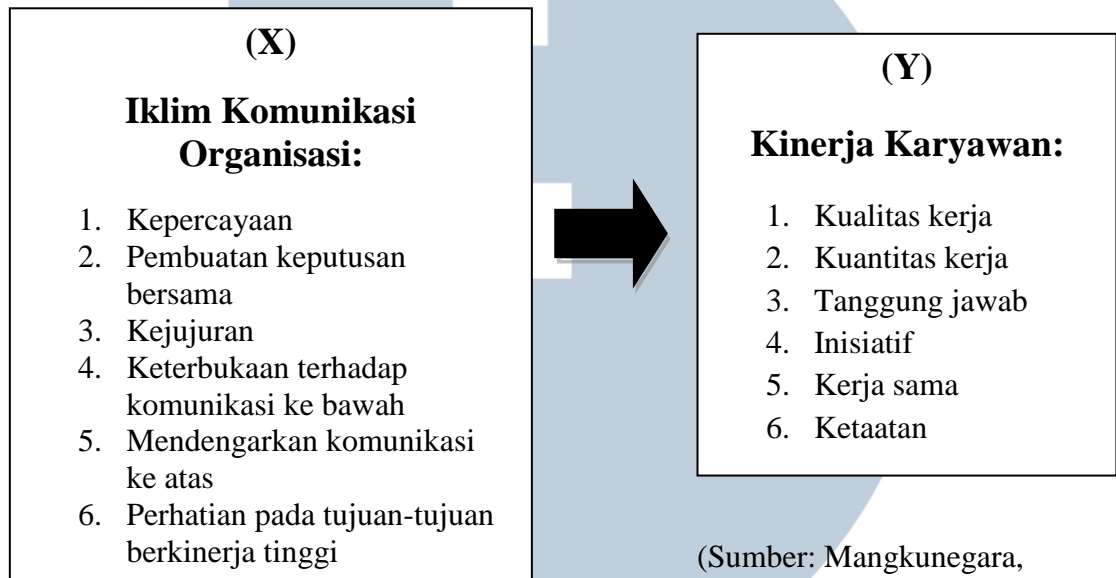 (X)
Iklim Komunikasi
Organisasi:
1. Kepercayaan
2. Pembuatan keputusan
bersama
3. Kejujuran
4. Keterbukaan terhadap
komunikasi ke bawah
5. Mendengarkan komunikasi
ke atas
6. Perhatian pada tujuan-tujuan
berkinerja tinggi
(Y)
Kinerja Karyawan:
1. Kualitas kerja
2. Kuantitas kerja
3. Tanggung jawab
4. Inisiatif
5. Kerja sama
6. Ketaatan
(Sumber: Mangkunegara,